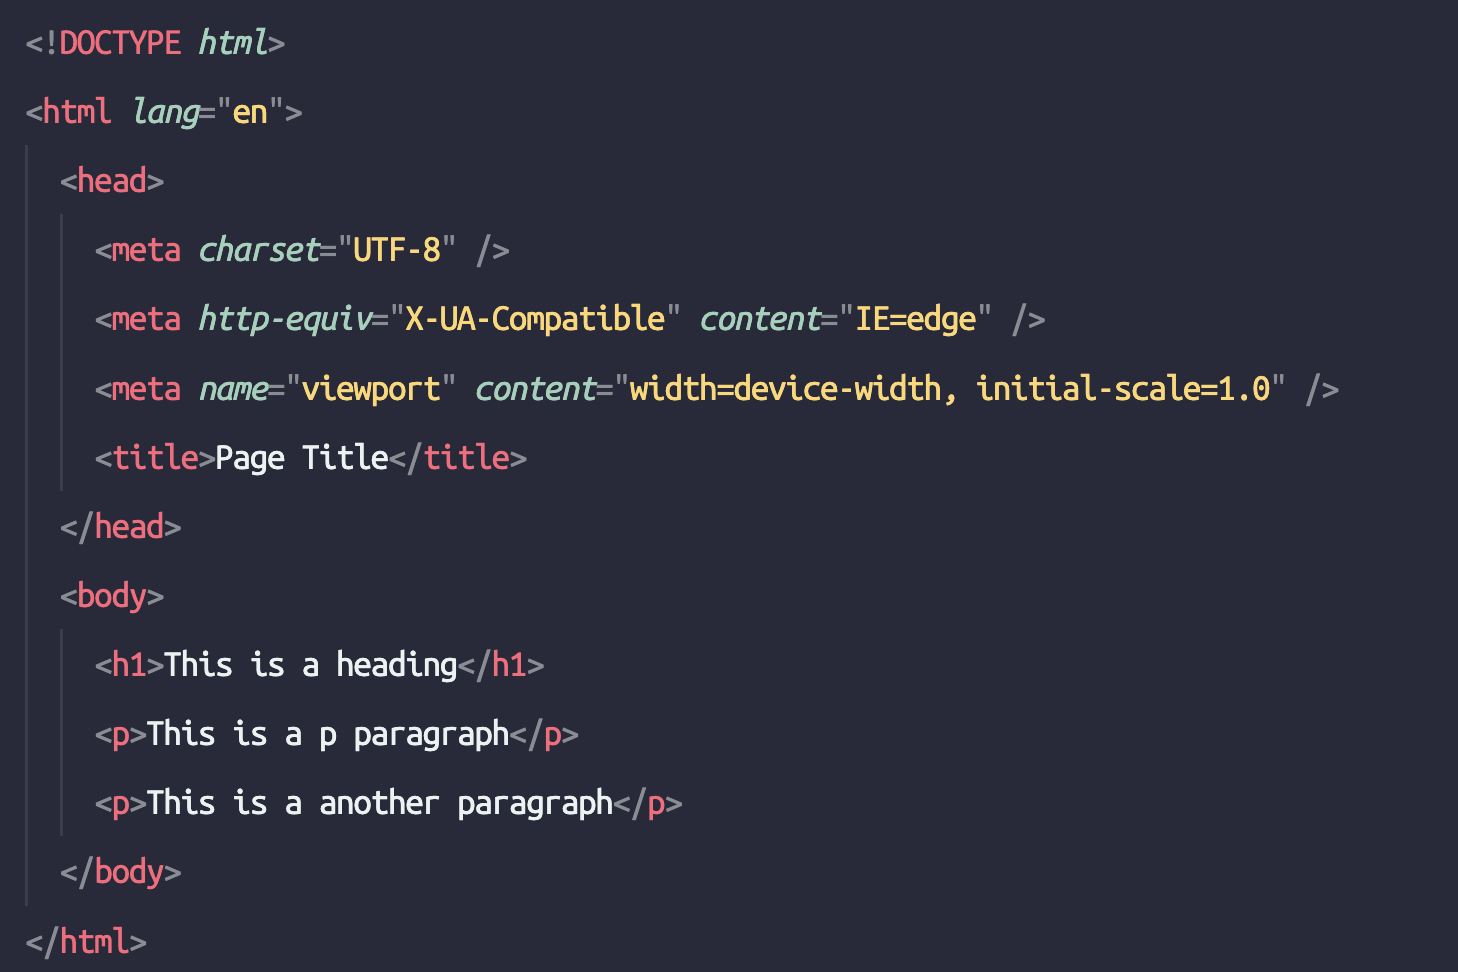 <!DOCTYPE html>
<html lang="en">
  <head>
    <meta charset="UTF-8" />
    <meta http-equiv="X-UA-Compatible" content="IE=edge" />
    <meta name="viewport" content="width=device-width, initial-scale=1.0" />
    <title>Page Title</title>
  </head>
  <body>
    <h1>This is a heading</h1>
    <p>This is a p paragraph</p>
    <p>This is a another paragraph</p>
  </body>
</html>